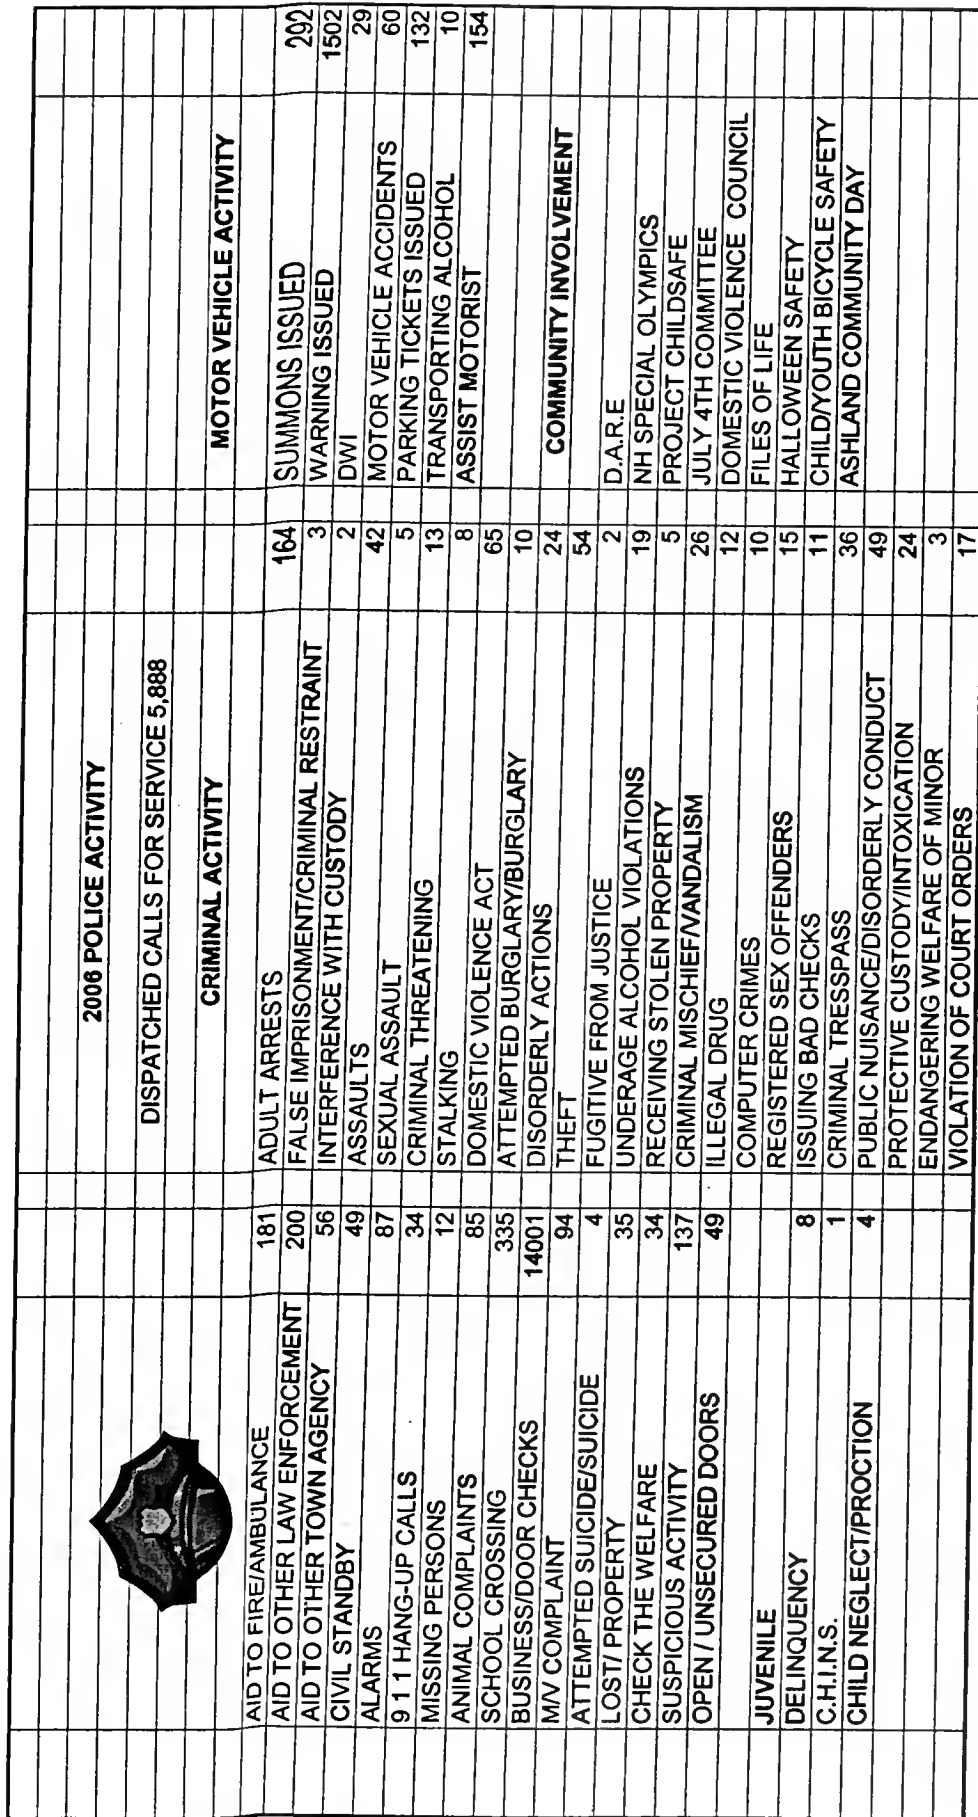 2006 POLICE ACTIVITY
DISPATCHED CALLS FOR SERVICE 5,888
AID TO FIRE/AMBULANCE 181
AID TO OTHER LAW ENFORCEMENT 200
AID TO OTHER TOWN AGENCY 56
CIVIL STANDBY 49
ALARMS 87
9 1 1 HANG-UP CALLS 34
MISSING PERSONS 12
ANIMAL COMPLAINTS 85
SCHOOL CROSSING 335
BUSINESS/DOOR CHECKS 14001
M/V COMPLAINT 94
ATTEMPTED SUICIDE/SUICIDE 4
LOST/ PROPERTY 35
CHECK THE WELFARE 34
SUSPICIOUS ACTIVITY 137
OPEN / UNSECURED DOORS 49
JUVENILE
DELINQUENCY 8
C.H.I.N.S. 1
CHILD NEGLECT/PROCTION 4
CRIMINAL ACTIVITY
ADULT ARRESTS 164
FALSE IMPRISONMENT/CRIMINAL RESTRAINT 3
INTERFERENCE WITH CUSTODY 2
ASSAULTS 42
SEXUAL ASSAULT 5
CRIMINAL THREATENING 13
STALKING 8
DOMESTIC VIOLENCE ACT 65
ATTEMPTED BURGLARY/BURGLARY 10
DISORDERLY ACTIONS 24
THEFT 54
FUGITIVE FROM JUSTICE 2
UNDERAGE ALCOHOL VIOLATIONS 19
RECEIVING STOLEN PROPERTY 5
CRIMINAL MISCHIEF/VANDALISM 26
ILLEGAL DRUG 12
COMPUTER CRIMES 10
REGISTERED SEX OFFENDERS 15
ISSUING BAD CHECKS 11
CRIMINAL TRESSPASS 36
PUBLIC NUISANCE/DISORDERLY CONDUCT 49
PROTECTIVE CUSTODY/INTOXICATION 24
ENDANGERING WELFARE OF MINOR 3
VIOLATION OF COURT ORDERS 17
MOTOR VEHICLE ACTIVITY
SUMMONS ISSUED 292
WARNING ISSUED 1502
DWI 29
MOTOR VEHICLE ACCIDENTS 60
PARKING TICKETS ISSUED 132
TRANSPORTING ALCOHOL 10
ASSIST MOTORIST 154
COMMUNITY INVOLVEMENT
D.A.R.E
NH SPECIAL OLYMPICS
PROJECT CHILDSAFE
JULY 4TH COMMITTEE
DOMESTIC VIOLENCE COUNCIL
FILES OF LIFE
HALLOWEEN SAFETY
CHILD/YOUTH BICYCLE SAFETY
ASHLAND COMMUNITY DAY